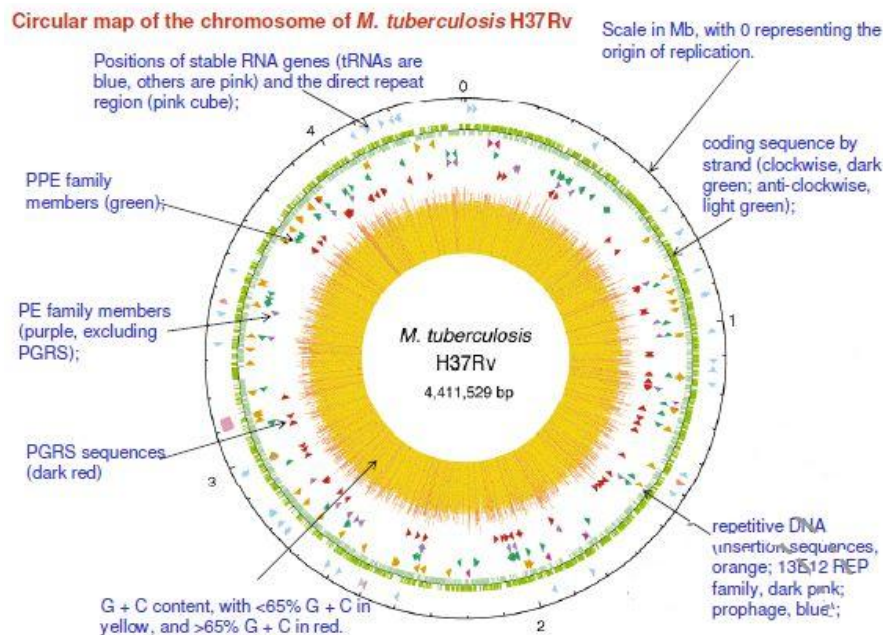 Circular map of the chromosome of M. tuberculosis H37Rv
Scale in Mb, with 0 representing the
origin of replication.
Positions of stable RNA genes (tRNAs are
blue, others are pink) and the direct repeat
region (pink cube);
0
4
coding sequence by
strand (clockwise, dark
green; anti-clockwise,
light green);
PPE family
members (green);
PE family members
(purple, excluding
PGRS);
1
M. tuberculosis
H37Rv
4,411,529 bp
PGRS sequences
(dark red)
3
repetitive DNA
(insertion sequences,
orange; 13E12 REP
family, dark pink;
prophage, blue;
G + C content, with <65% G + C in
yellow, and >65% G + C in red.
2